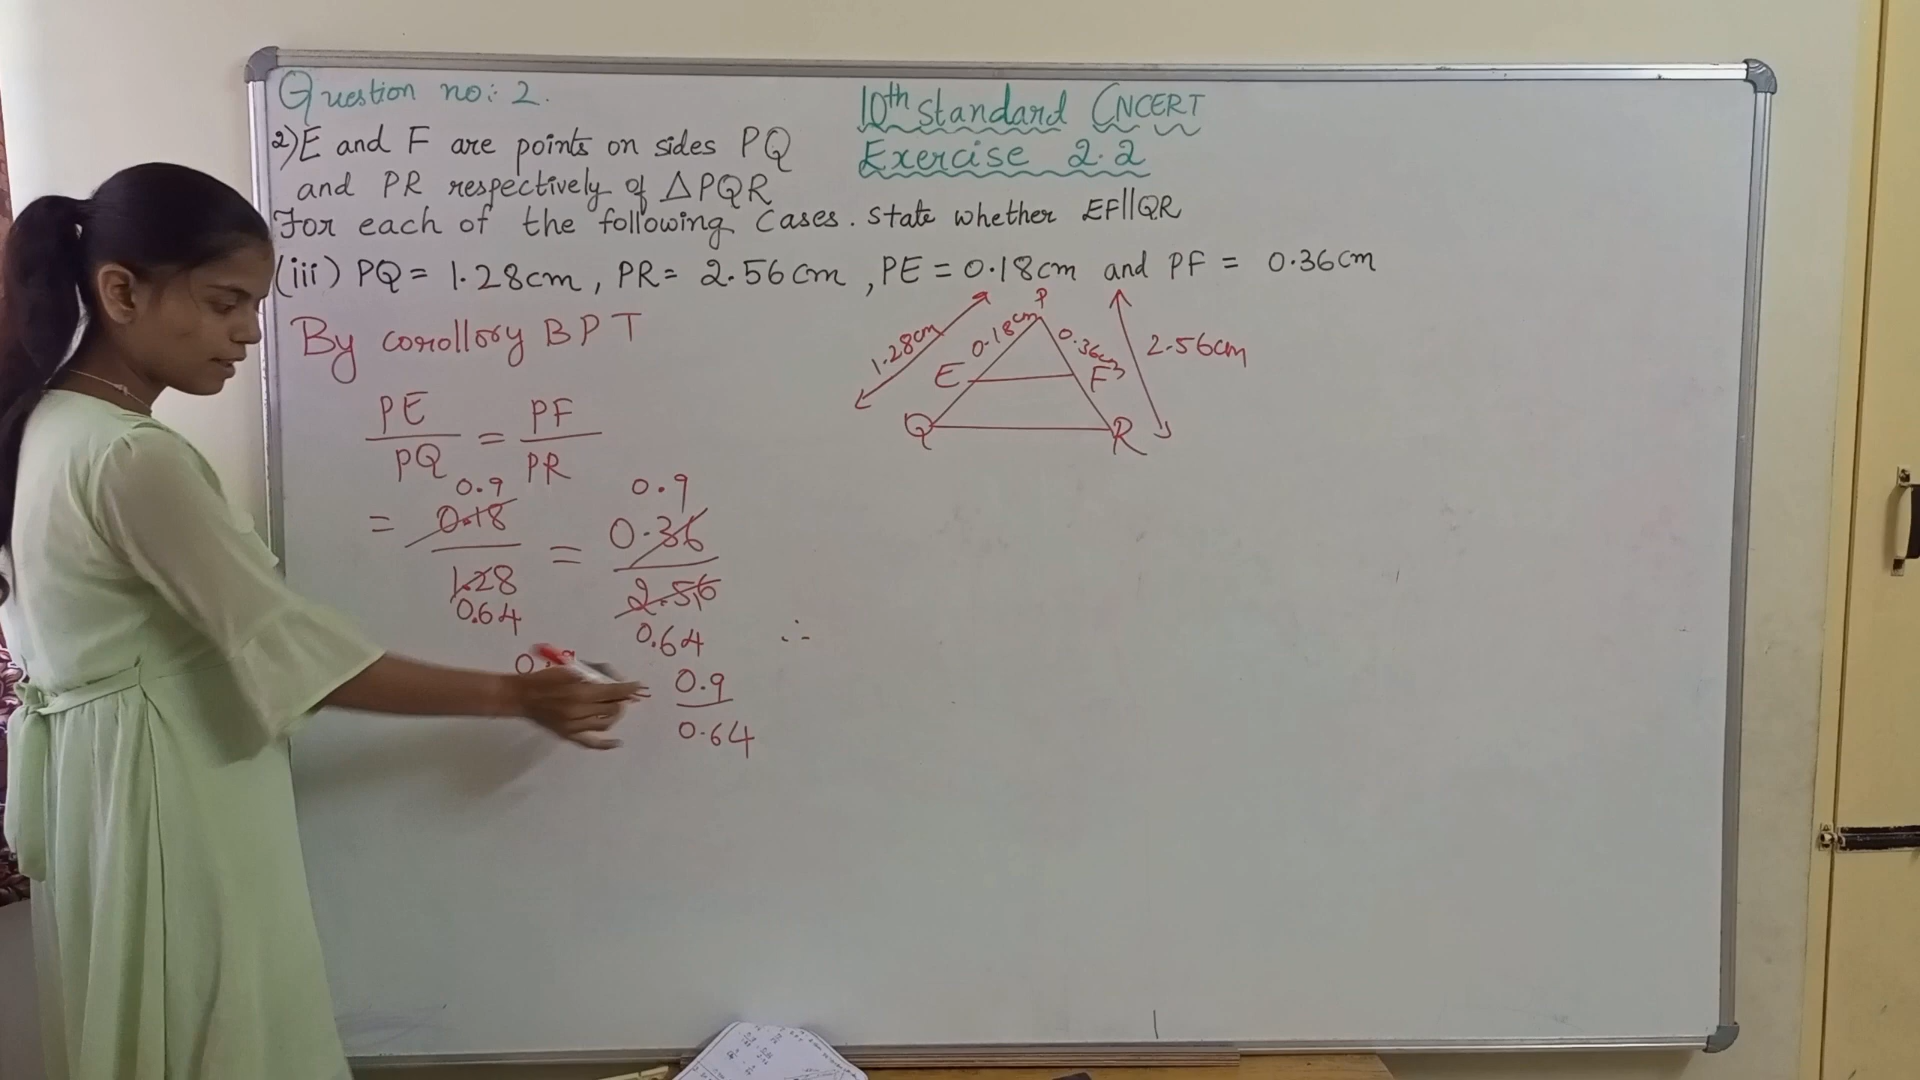 Question no: 2.
10th Standard CNCERT
Exercise 2.2
2) E and F are points on sides PQ
and PR respectively of △PQR
For each of the following Cases. State whether EF||QR
(iii) PQ = 1.28cm, PR = 2.56cm, PE = 0.18cm and PF = 0.36cm
By corollory BPT
P
1.28cm
0.18cm
0.36cm
2.56cm
E
F
Q
R
PE/PQ = PF/PR
0.9 0.9
= 0.18/1.28 = 0.36/2.56
0.64 0.64
∴
= 0.9/0.64